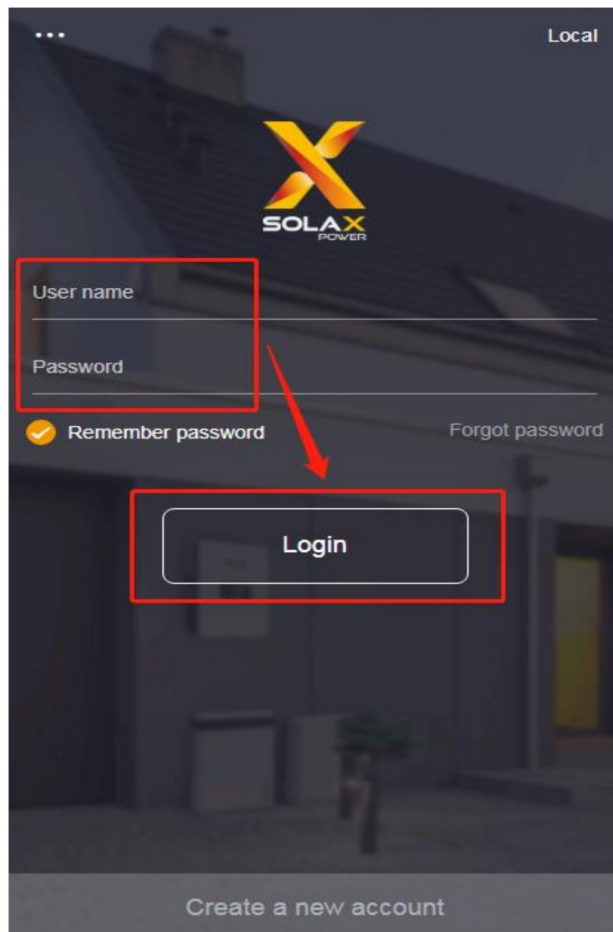 ... Local
SOLAX
POWER
User name
Password
Remember password Forgot password
Login
Create a new account